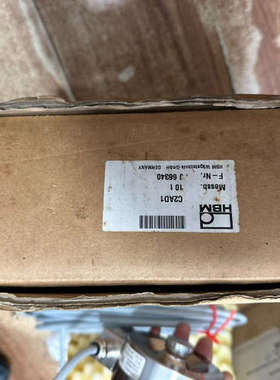 HBM
C2AD1
Messb. 10 t
F-Nr. J 66340
HBM Wägetechnik GmbH GERMANY